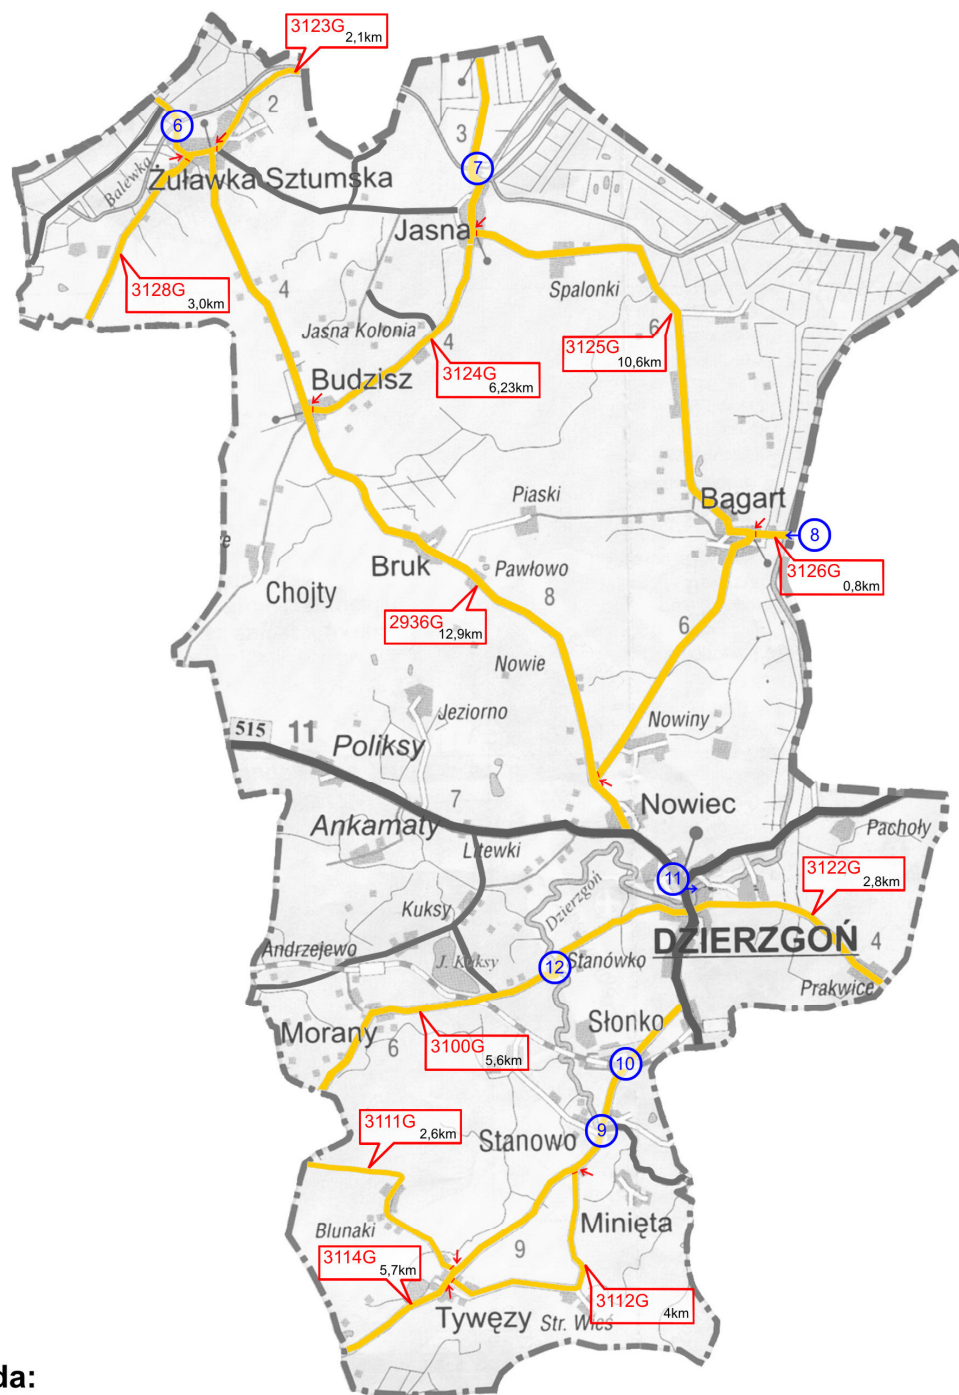 3123G
2,1km
2
6
3
7
Balewka
Żuławka Sztumska
Jasna
3128G
3,0km
4
Spalonki
Jasna Kolonia
4
6
3125G
10,6km
3124G
6,23km
Budzisz
Piaski
Bągart
8
Bruk
Pawłowo
3126G
0,8km
Chojty
8
2936G
12,9km
6
Nowie
Jeziorno
Nowiny
515
11
Poliksy
7
Nowiec
Ankamaty
Pachoły
Litewki
3122G
2,8km
11
Kuksy
Dzierzgoń
DZIERZGOŃ
4
Andrzejewo
J. Kuksy
12
Stanówko
Prakwice
Morany
Słonko
6
3100G
5,6km
10
3111G
2,6km
9
Stanowo
Minięta
Blunaki
9
3114G
5,7km
3112G
4km
Tywęzy
Str. Wieś
da: